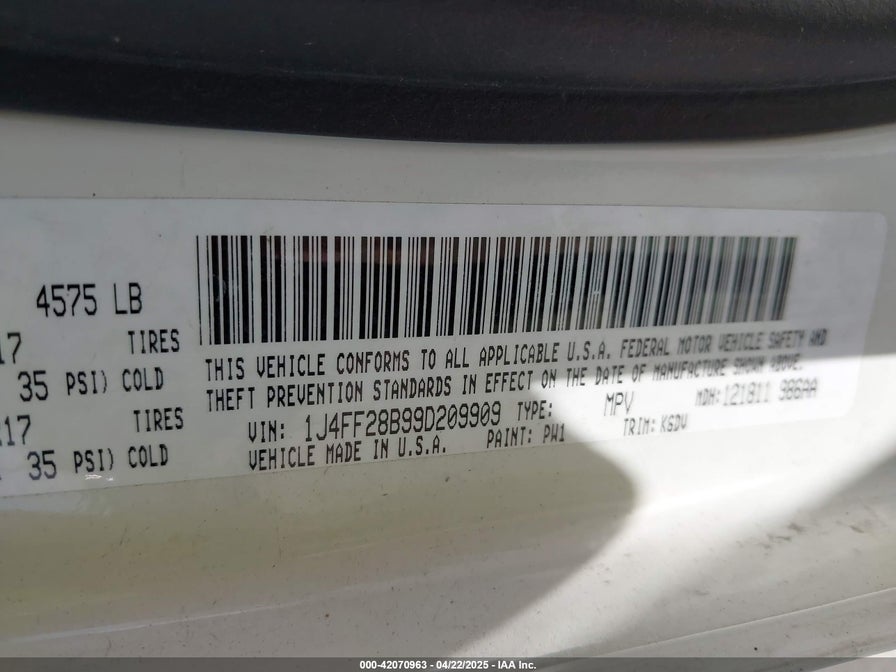 4575 LB
17 TIRES
35 PSI) COLD
17 TIRES
35 PSI) COLD
THIS VEHICLE CONFORMS TO ALL APPLICABLE U.S.A. FEDERAL MOTOR VEHICLE SAFETY AND
THEFT PREVENTION STANDARDS IN EFFECT ON THE DATE OF MANUFACTURE SHOWN ABOVE.
VIN: 1J4FF28B99D209909 TYPE: MPV MDH: 121811 986AA
VEHICLE MADE IN U.S.A. PAINT: PW1 TRIM: K6DV
000-42070963 - 04/22/2025 - IAA Inc.